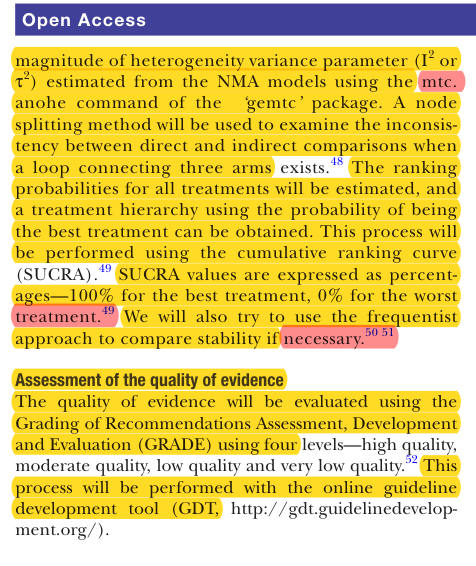 Open Access
magnitude of heterogeneity variance parameter (I² or
τ²) estimated from the NMA models using the mtc.
anohe command of the 'gemtc' package. A node
splitting method will be used to examine the inconsis-
tency between direct and indirect comparisons when
a loop connecting three arms exists.⁴⁸ The ranking
probabilities for all treatments will be estimated, and
a treatment hierarchy using the probability of being
the best treatment can be obtained. This process will
be performed using the cumulative ranking curve
(SUCRA).⁴⁹ SUCRA values are expressed as percent-
ages—100% for the best treatment, 0% for the worst
treatment.⁴⁹ We will also try to use the frequentist
approach to compare stability if necessary.⁵⁰ ⁵¹
Assessment of the quality of evidence
The quality of evidence will be evaluated using the
Grading of Recommendations Assessment, Development
and Evaluation (GRADE) using four levels—high quality,
moderate quality, low quality and very low quality.⁵² This
process will be performed with the online guideline
development tool (GDT, http://gdt.guidelinedevelop-
ment.org/).